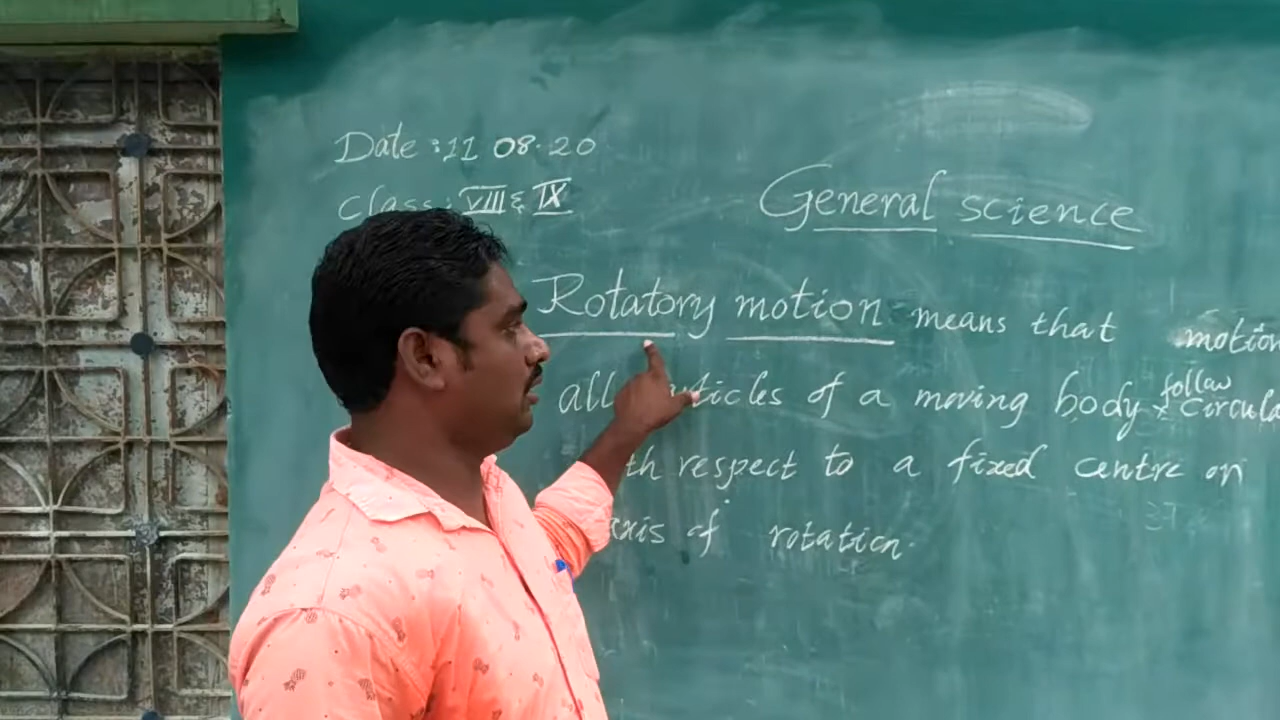 Date :11 08.20
Class: VIII & IX
General science
Rotatory motion means that motion
all of a moving body follow
respect to a fixed centre on
of rotation.